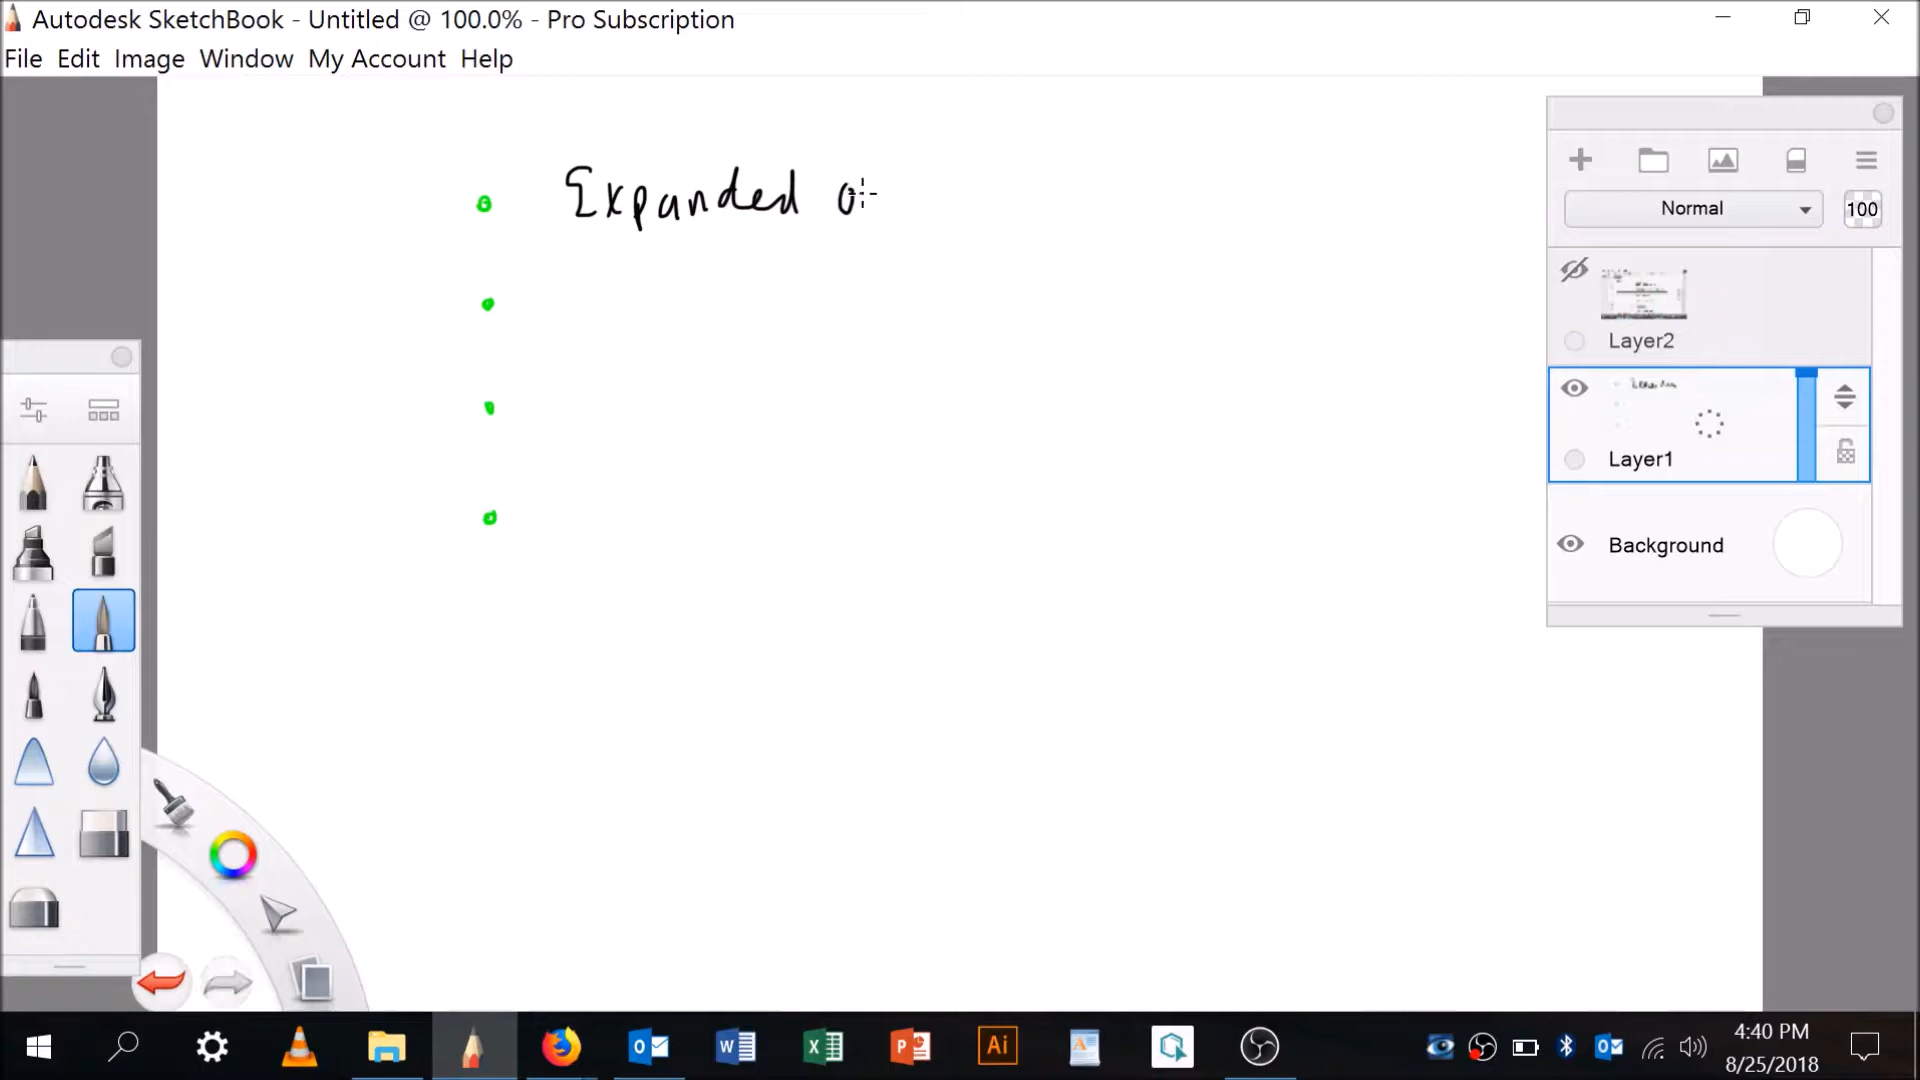 Autodesk SketchBook - Untitled @ 100.0% - Pro Subscription
File Edit Image Window My Account Help
Expanded o
Normal 100
Layer2
Layer1
Background
Ai
4:40 PM
8/25/2018